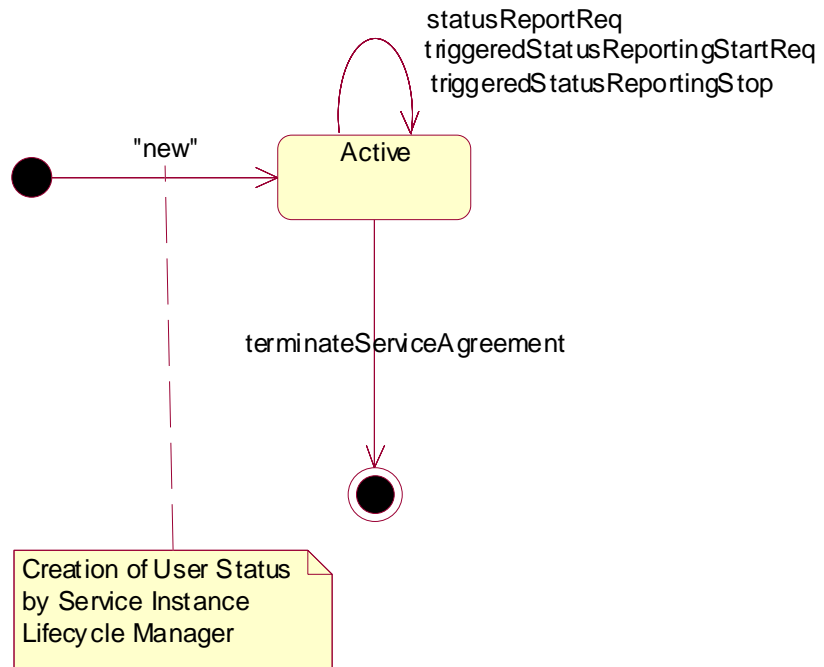 statusReportReq
triggeredStatusReportingStartReq
triggeredStatusReportingStop
"new"
Active
terminateServiceAgreement
Creation of User Status
by Service Instance
Lifecycle Manager